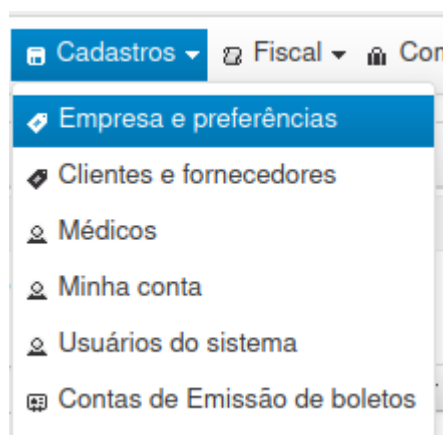 Cadastros Fiscal
Empresa e preferências
Clientes e fornecedores
Médicos
Minha conta
Usuários do sistema
Contas de Emissão de boletos